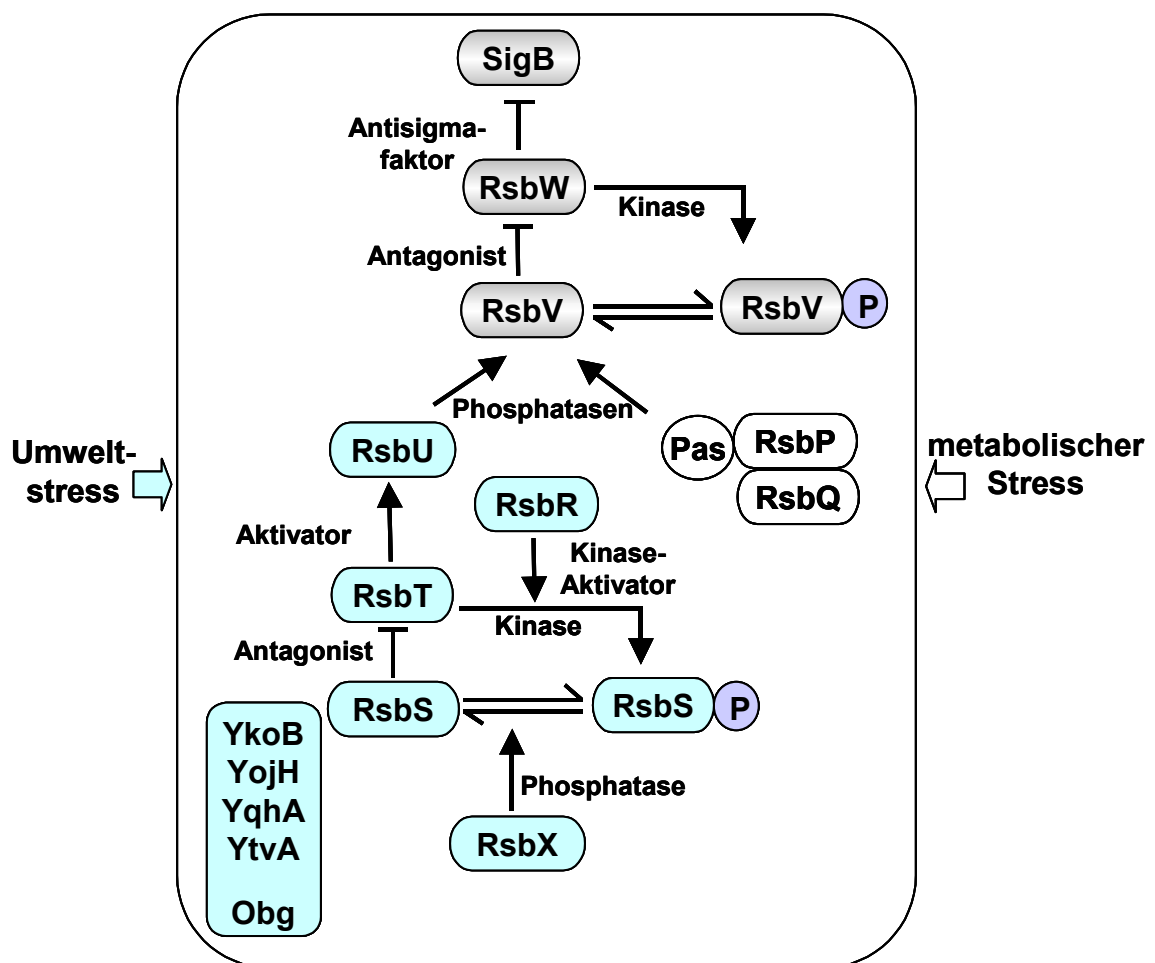 SigB
Antisigma-
faktor
RsbW
Kinase
Antagonist
RsbV
RsbV
P
Phosphatasen
RsbU
Pas
RsbP
RsbQ
Umwelt-
stress
metabolischer
Stress
RsbR
Aktivator
Kinase-
Aktivator
RsbT
Kinase
Antagonist
RsbS
RsbS
P
YkoB
YojH
YqhA
YtvA
Obg
Phosphatase
RsbX